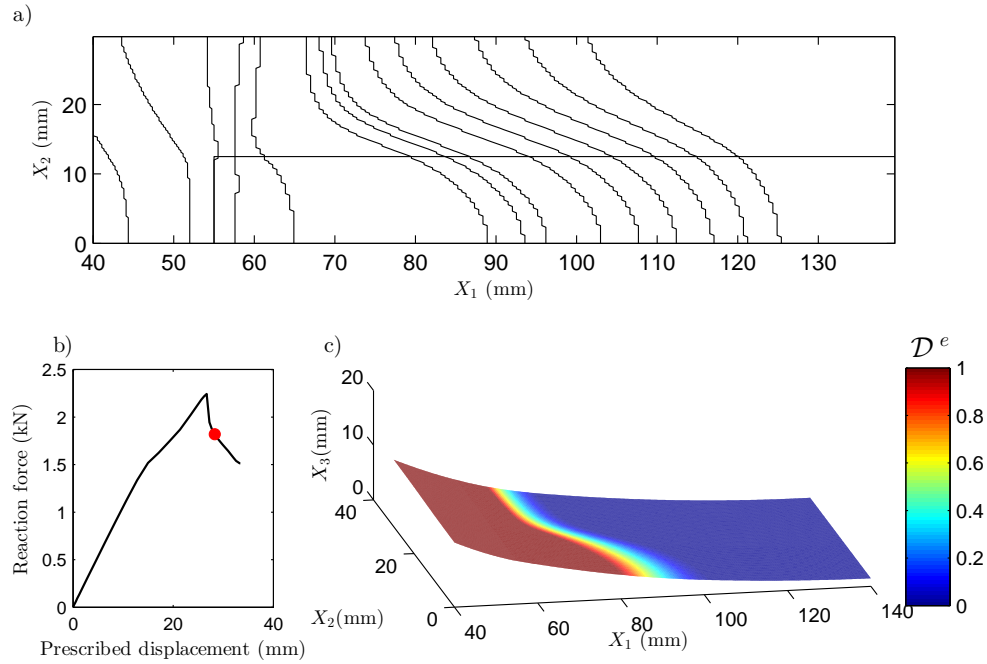 a)
20
10
0
X₂ (mm)
40 50 60 70 80 90 100 110 120 130
X₁ (mm)
b)
2.5
2
1.5
1
0.5
0
Reaction force (kN)
0 20 40
Prescribed displacement (mm)
c)
20
10
0
X₃(mm)
40
20
0
X₂(mm)
40 60 80 100 120 140
X₁ (mm)
𝒟 ᵉ
1
0.8
0.6
0.4
0.2
0